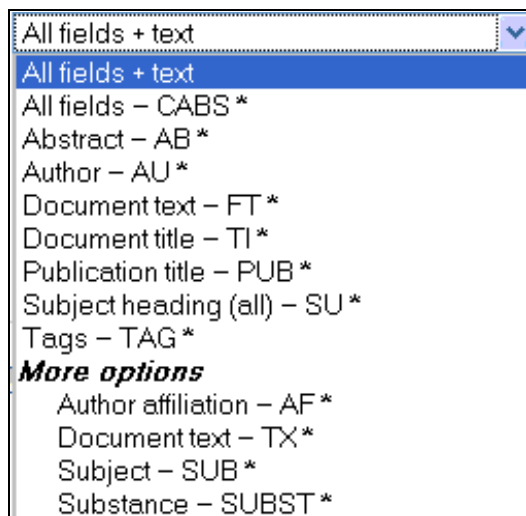 All fields + text
All fields + text
All fields – CABS *
Abstract – AB *
Author – AU *
Document text – FT *
Document title – TI *
Publication title – PUB *
Subject heading (all) – SU *
Tags – TAG *
More options
Author affiliation – AF *
Document text – TX *
Subject – SUB *
Substance – SUBST *